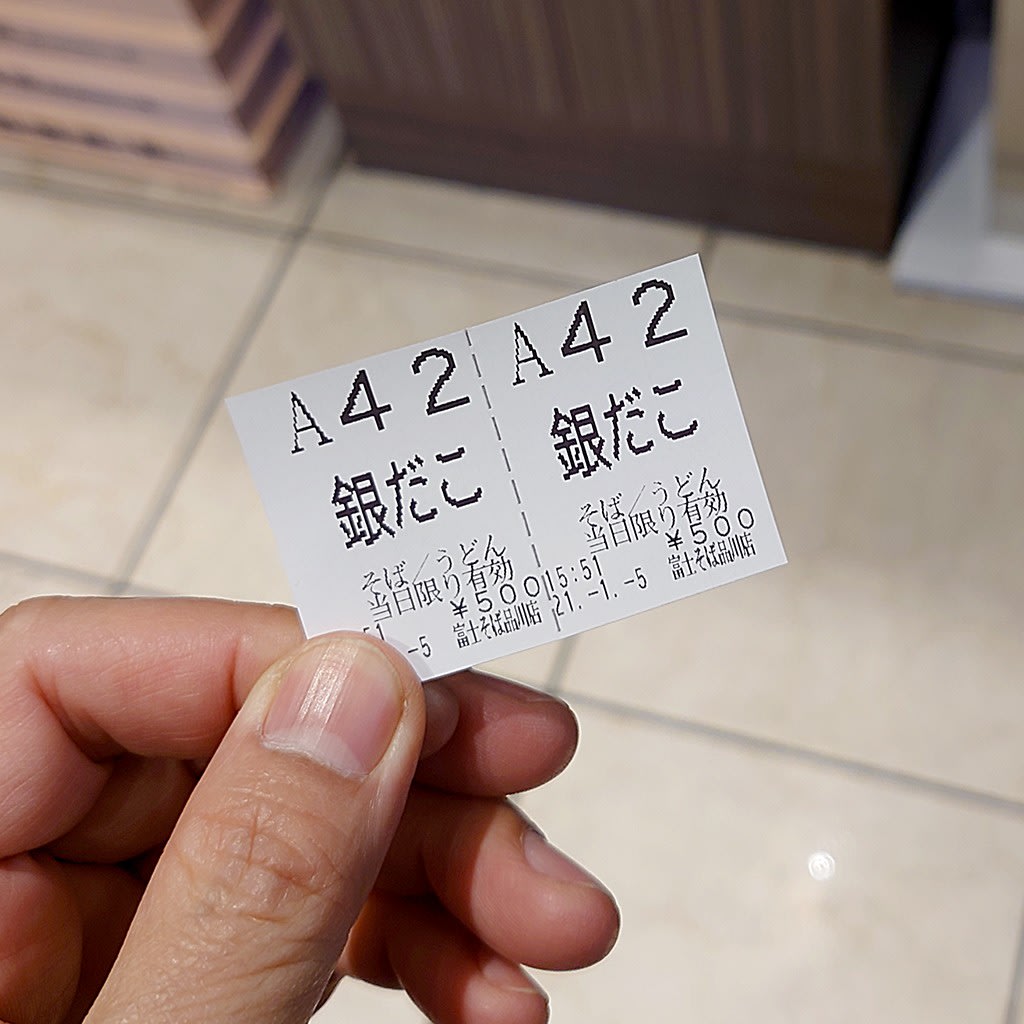 A42
銀だこ
そば/うどん
当日限り有効
¥500
51
-5 富士そば品川店
A42
銀だこ
そば/うどん
当日限り有効
15:51 ¥500
21.-1.-5 富士そば品川店